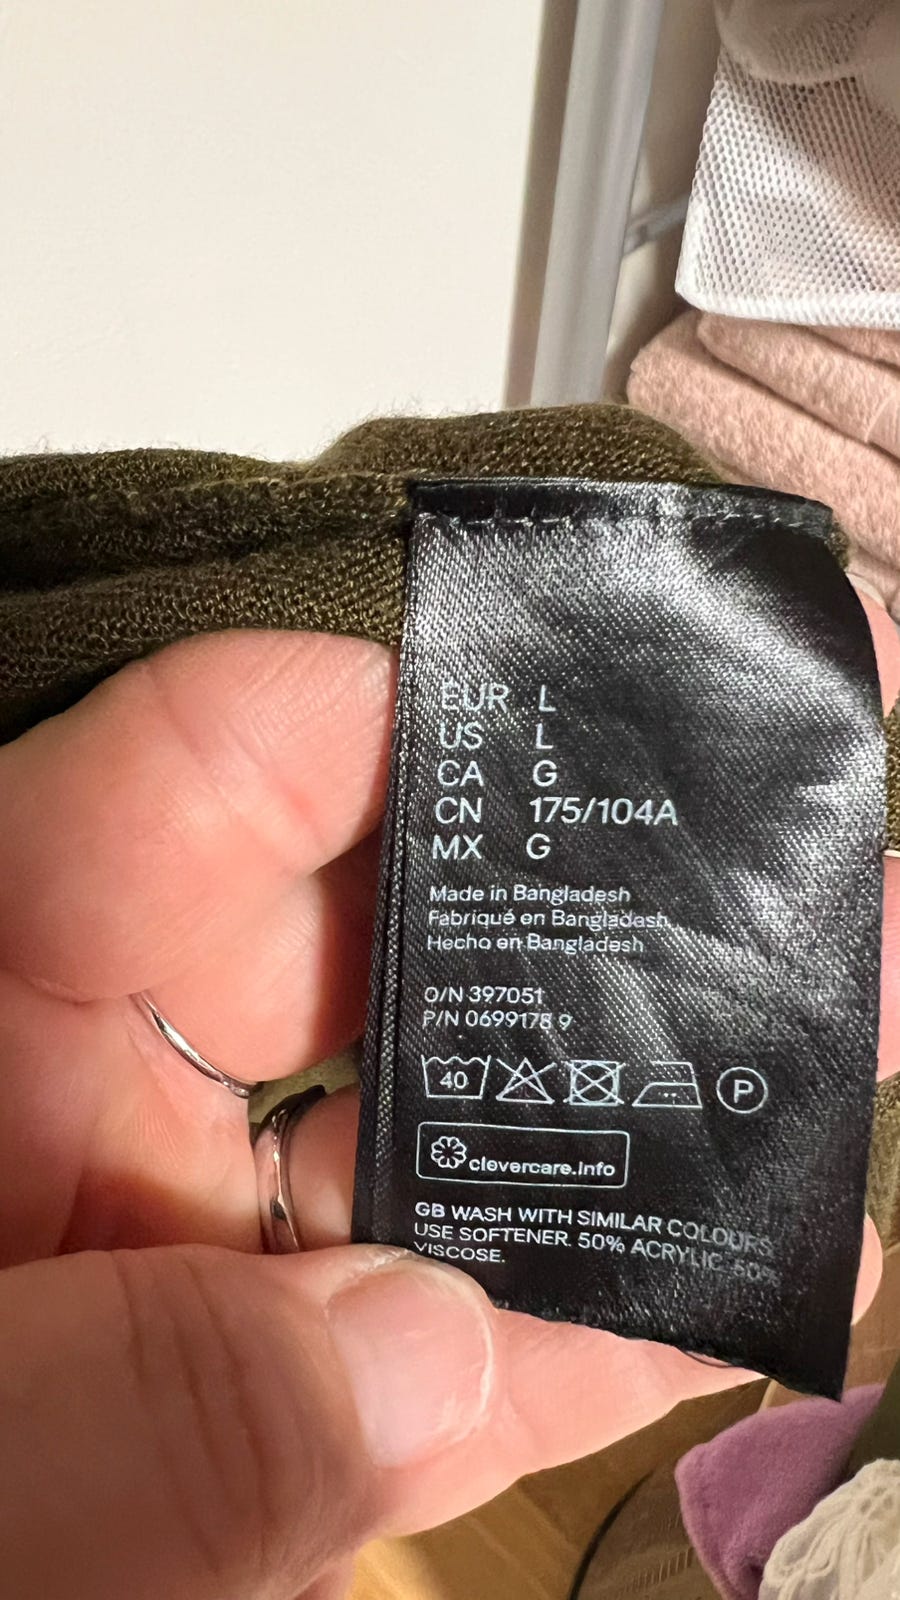 EUR L
US L
CA G
CN 175/104A
MX G
Made in Bangladesh
Fabriqué en Bangladesh
Hecho en Bangladesh
O/N 397051
P/N 0699178 9
40 P
clevercare.info
GB WASH WITH SIMILAR COLOURS.
USE SOFTENER. 50% ACRYLIC 50%
VISCOSE.